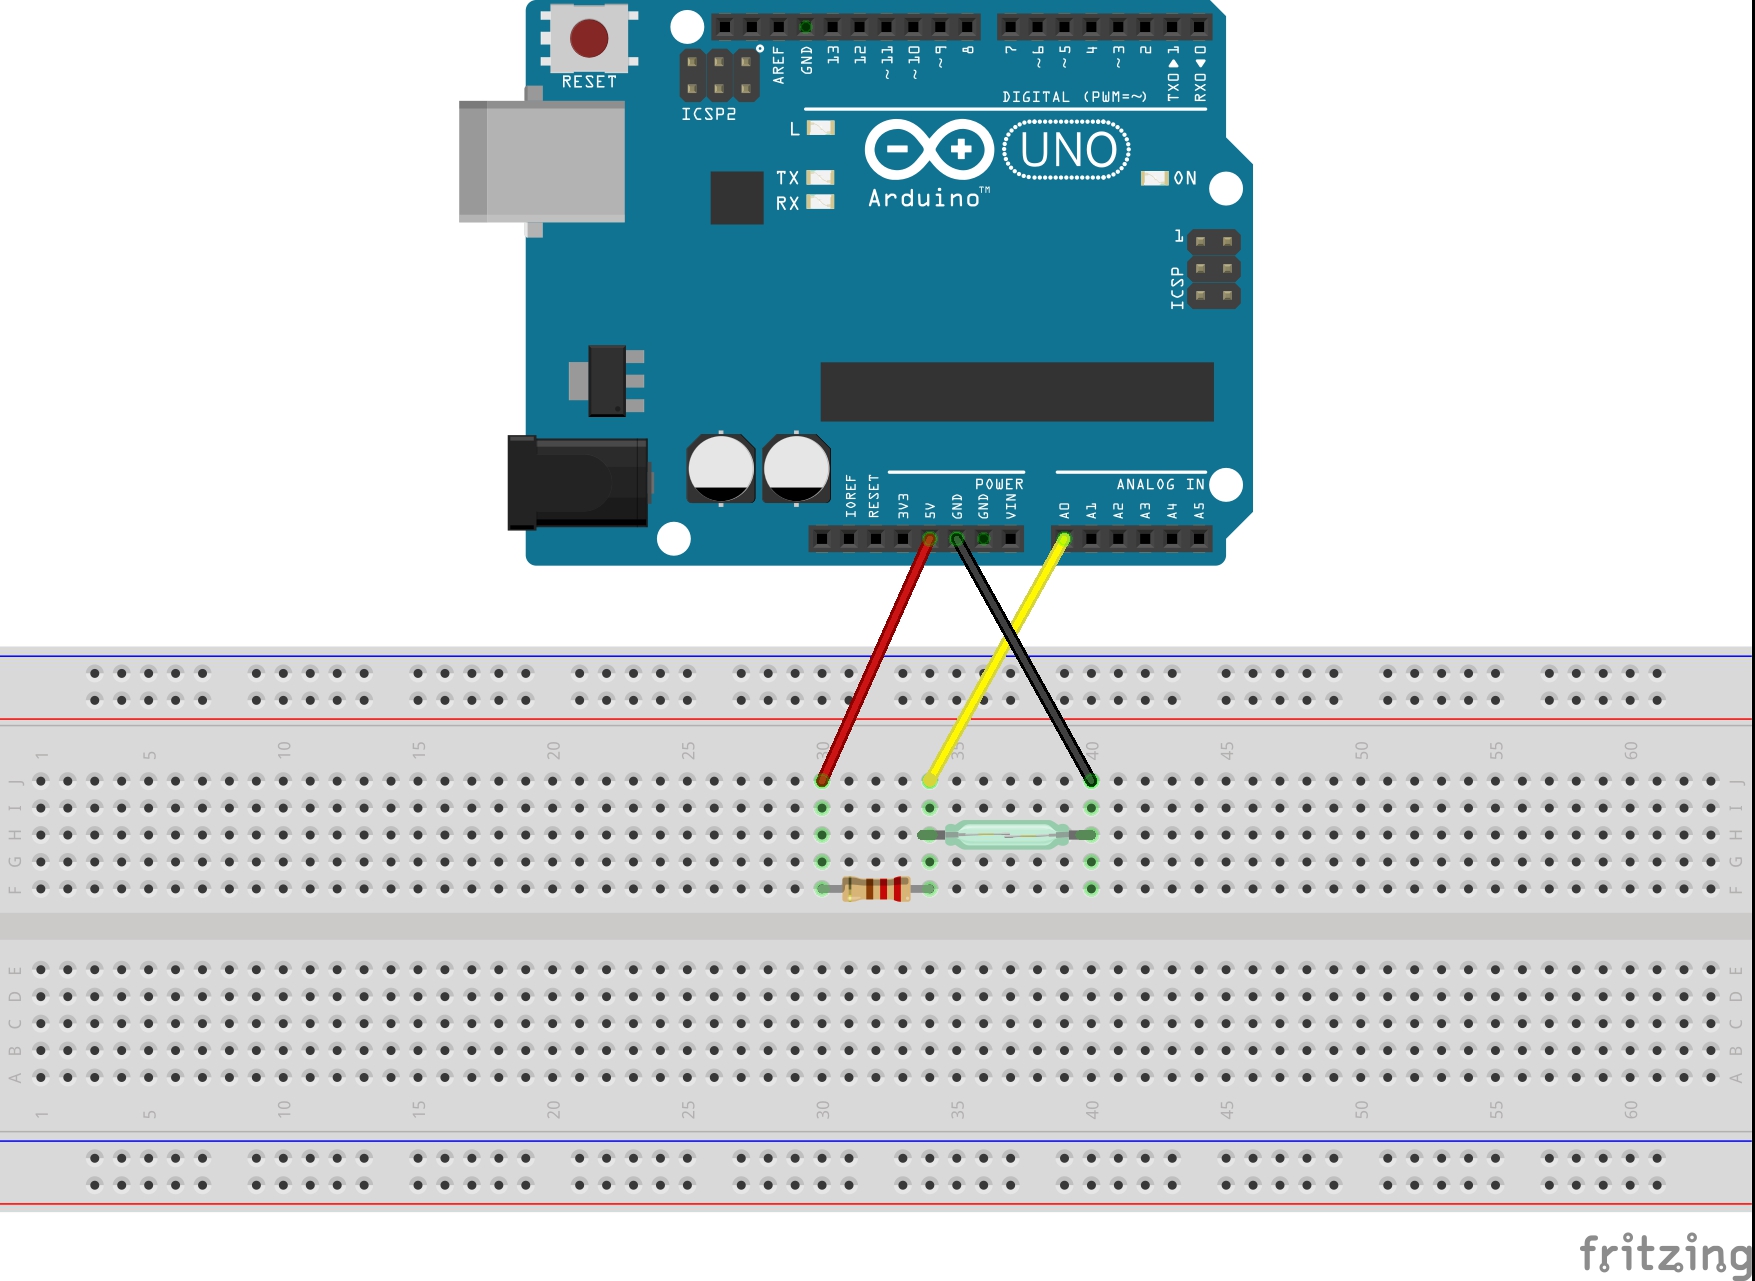 RESET
ICSP2
AREF
GND
13
12
~11
~10
~9
8
7
~6
~5
4
~3
2
TX0▶1
RX0◀0
DIGITAL (PWM=~)
L
TX
RX
Arduino™
UNO
ON
1
ICSP
IOREF
RESET
3V3
5V
GND
GND
VIN
POWER
A0
A1
A2
A3
A4
A5
ANALOG IN
1 5 10 15 20 25 30 35 40 45 50 55 60
J J
I I
H H
G G
F F
E E
D D
C C
B B
A A
1 5 10 15 20 25 30 35 40 45 50 55 60
fritzing